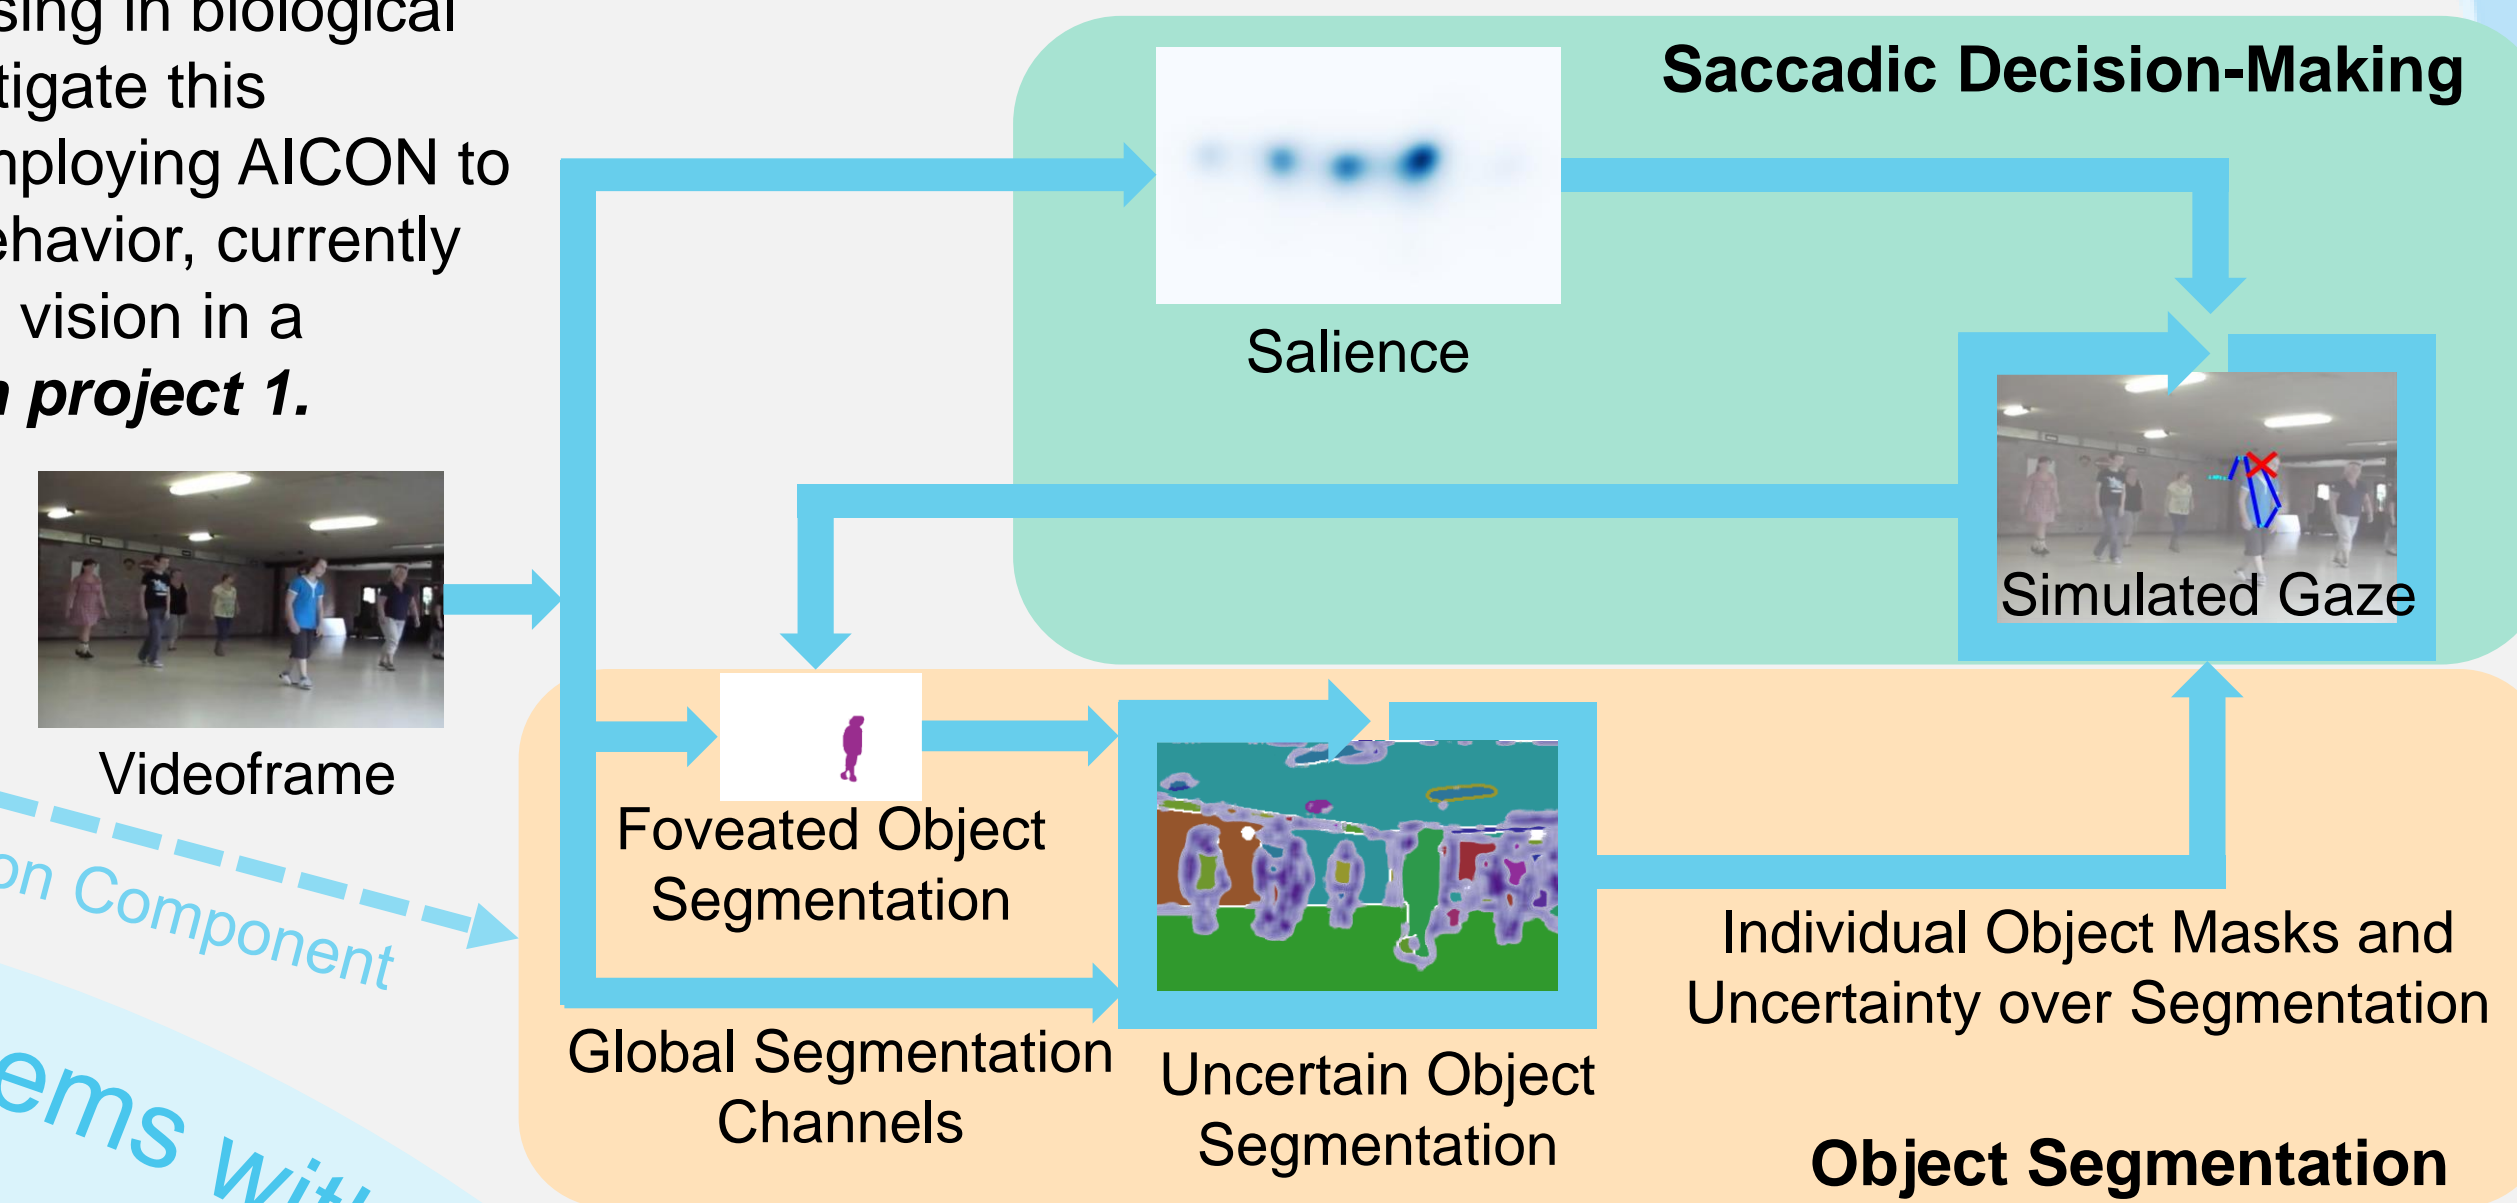 sing in biological
tigate this
mploying AICON to
ehavior, currently
vision in a
n project 1.
Saccadic Decision-Making
Salience
Simulated Gaze
Videoframe
Foveated Object
Segmentation
Global Segmentation
Channels
Uncertain Object
Segmentation
Individual Object Masks and
Uncertainty over Segmentation
Object Segmentation
on Component
ems with